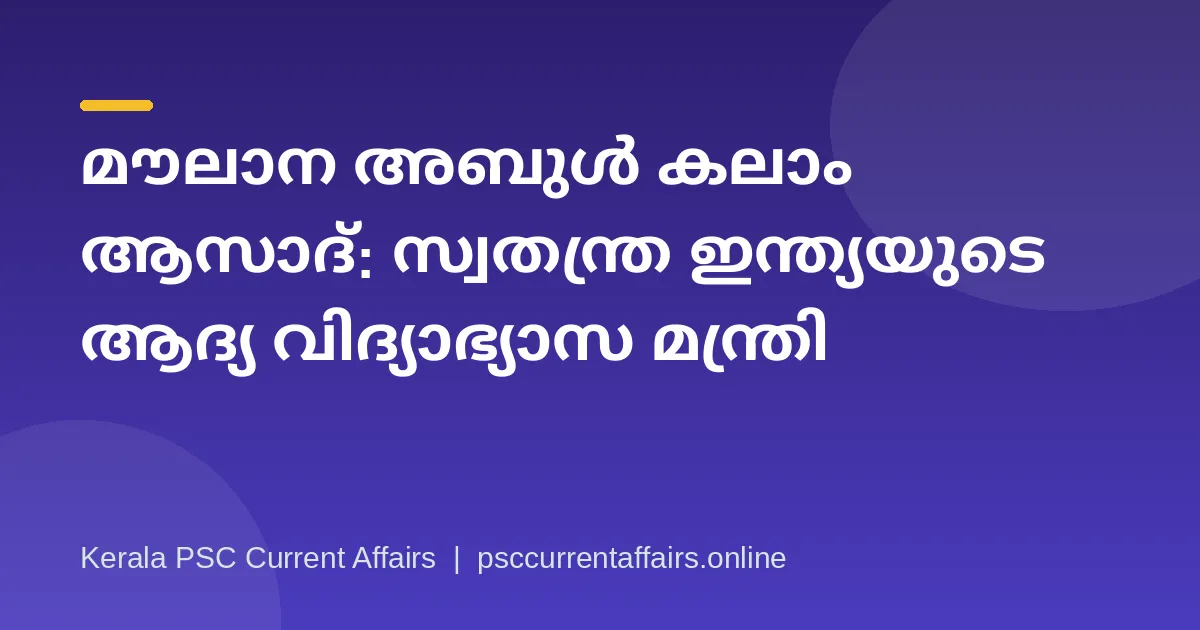 മൗലാന അബുൾ കലാം
ആസാദ്: സ്വതന്ത്ര ഇന്ത്യയുടെ
ആദ്യ വിദ്യാഭ്യാസ മന്ത്രി
Kerala PSC Current Affairs | psccurrentaffairs.online